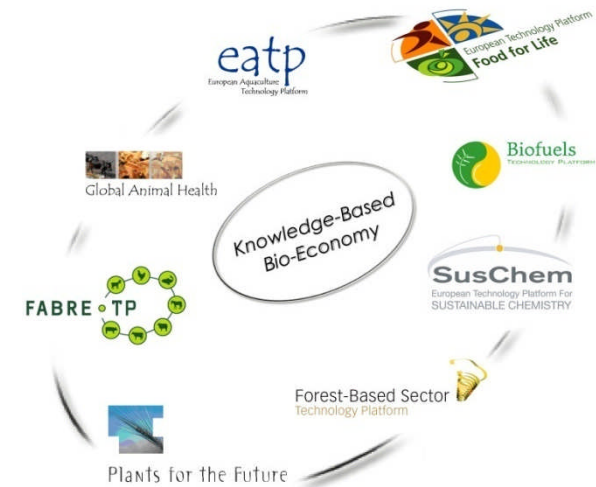 eatp
European Aquaculture
Technology Platform
European Technology Platform
Food for Life
Global Animal Health
Biofuels
TECHNOLOGY PLATFORM
Knowledge-Based
Bio-Economy
SusChem
European Technology Platform For
SUSTAINABLE CHEMISTRY
FABRE TP
Forest-Based Sector
Technology Platform
Plants for the Future